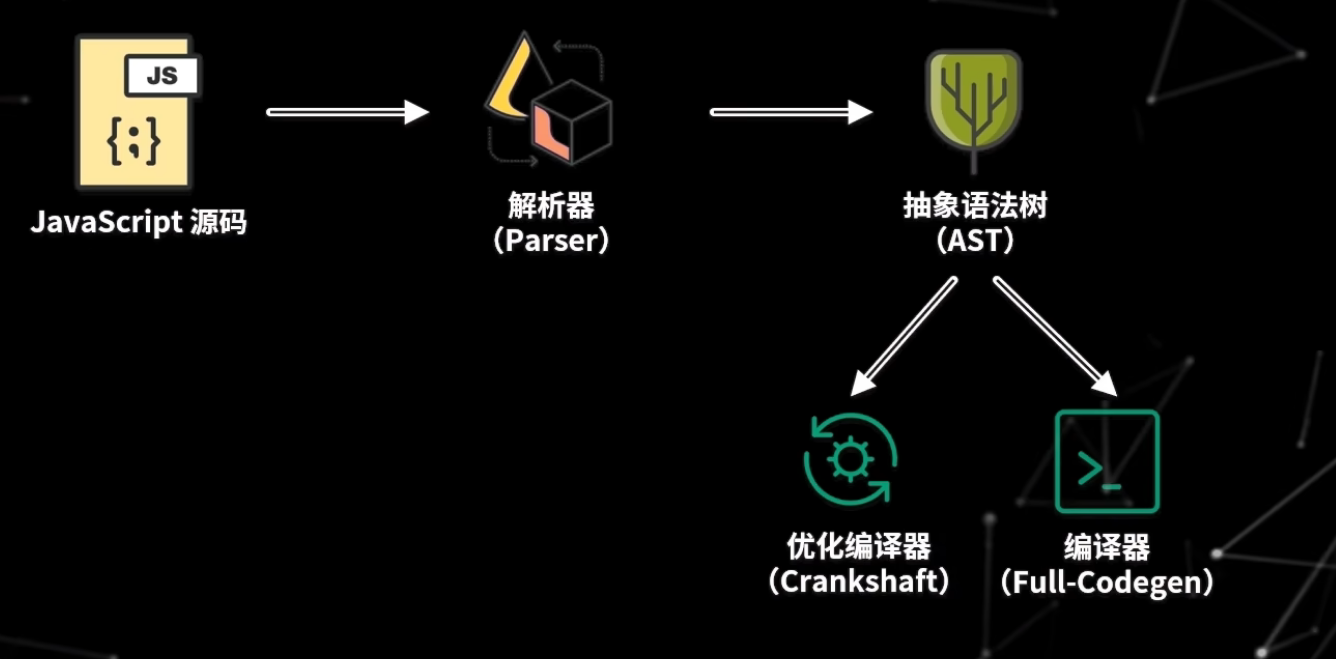 JS
{;}
JavaScript 源码
解析器
（Parser）
抽象语法树
（AST）
>_
优化编译器
（Crankshaft）
编译器
（Full-Codegen）